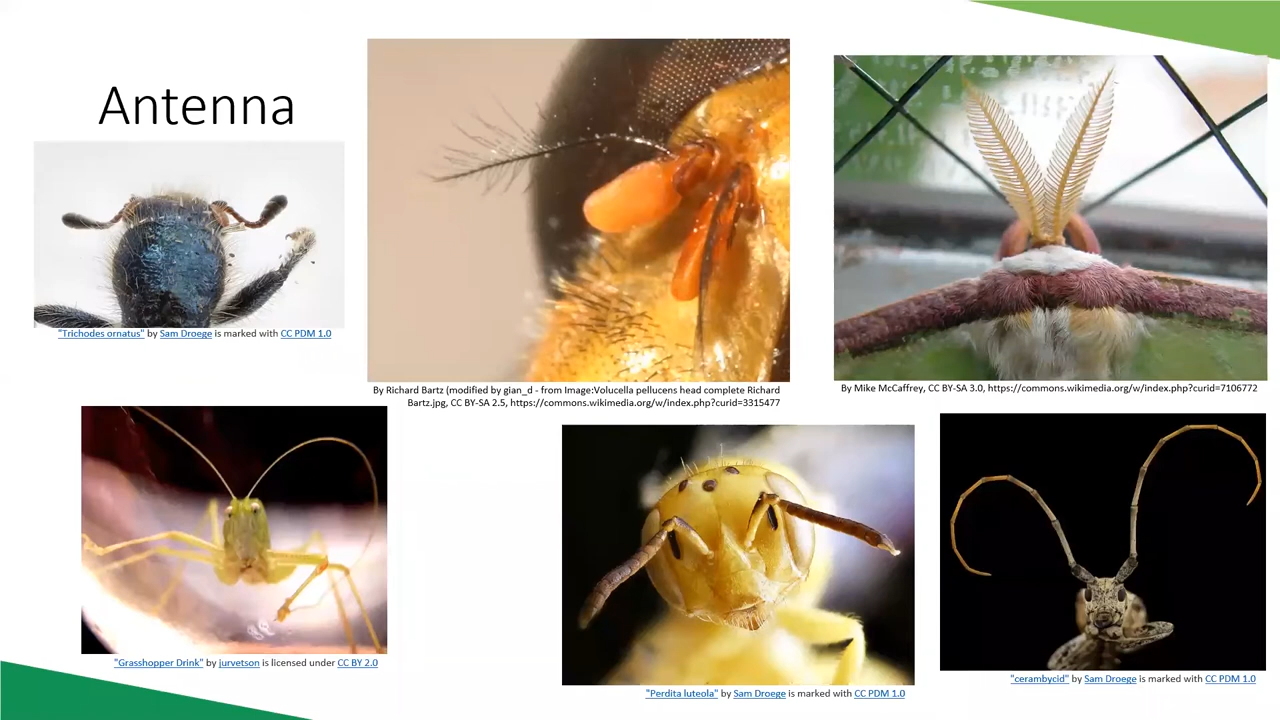 Antenna
"Trichodes ornatus" by Sam Droege is marked with CC PDM 1.0
By Richard Bartz (modified by gian_d - from Image:Volucella pellucens head complete Richard
Bartz.jpg, CC BY-SA 2.5, https://commons.wikimedia.org/w/index.php?curid=3315477
By Mike McCaffrey, CC BY-SA 3.0, https://commons.wikimedia.org/w/index.php?curid=7106772
"Grasshopper Drink" by jurvetson is licensed under CC BY 2.0
"Perdita luteola" by Sam Droege is marked with CC PDM 1.0
"cerambycid" by Sam Droege is marked with CC PDM 1.0